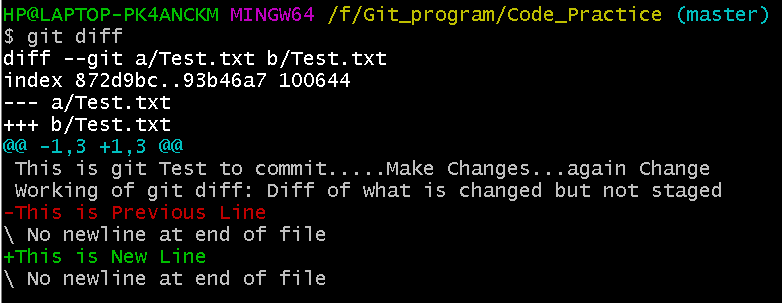 HP@LAPTOP-PK4ANCKM MINGW64 /f/Git_program/Code_Practice (master)
$ git diff
diff --git a/Test.txt b/Test.txt
index 872d9bc..93b46a7 100644
--- a/Test.txt
+++ b/Test.txt
@@ -1,3 +1,3 @@
 This is git Test to commit.....Make Changes...again Change
 Working of git diff: Diff of what is changed but not staged
-This is Previous Line
\ No newline at end of file
+This is New Line
\ No newline at end of file